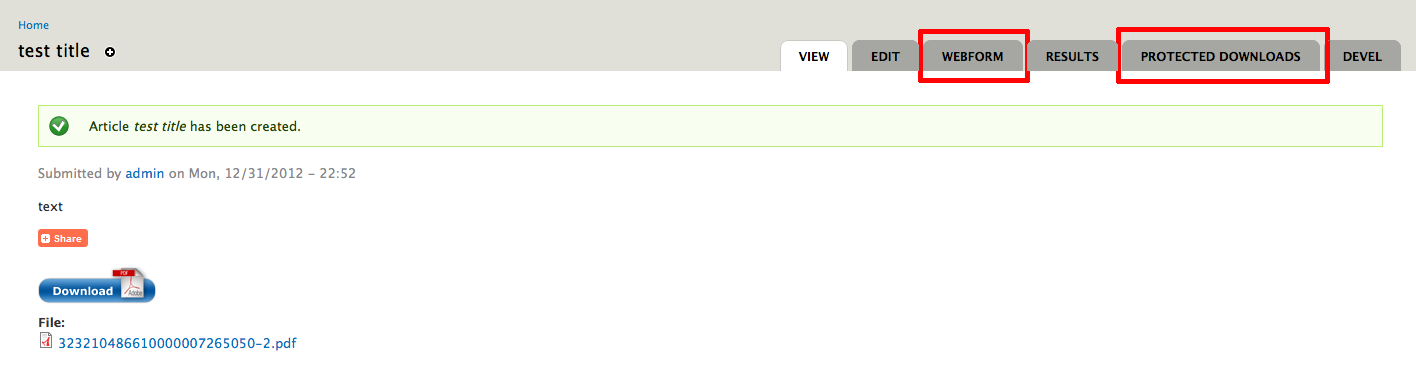 Home
test title
VIEW EDIT WEBFORM RESULTS PROTECTED DOWNLOADS DEVEL
Article test title has been created.
Submitted by admin on Mon, 12/31/2012 - 22:52
text
Share
PDF
Download
Adobe
File:
323210486610000007265050-2.pdf